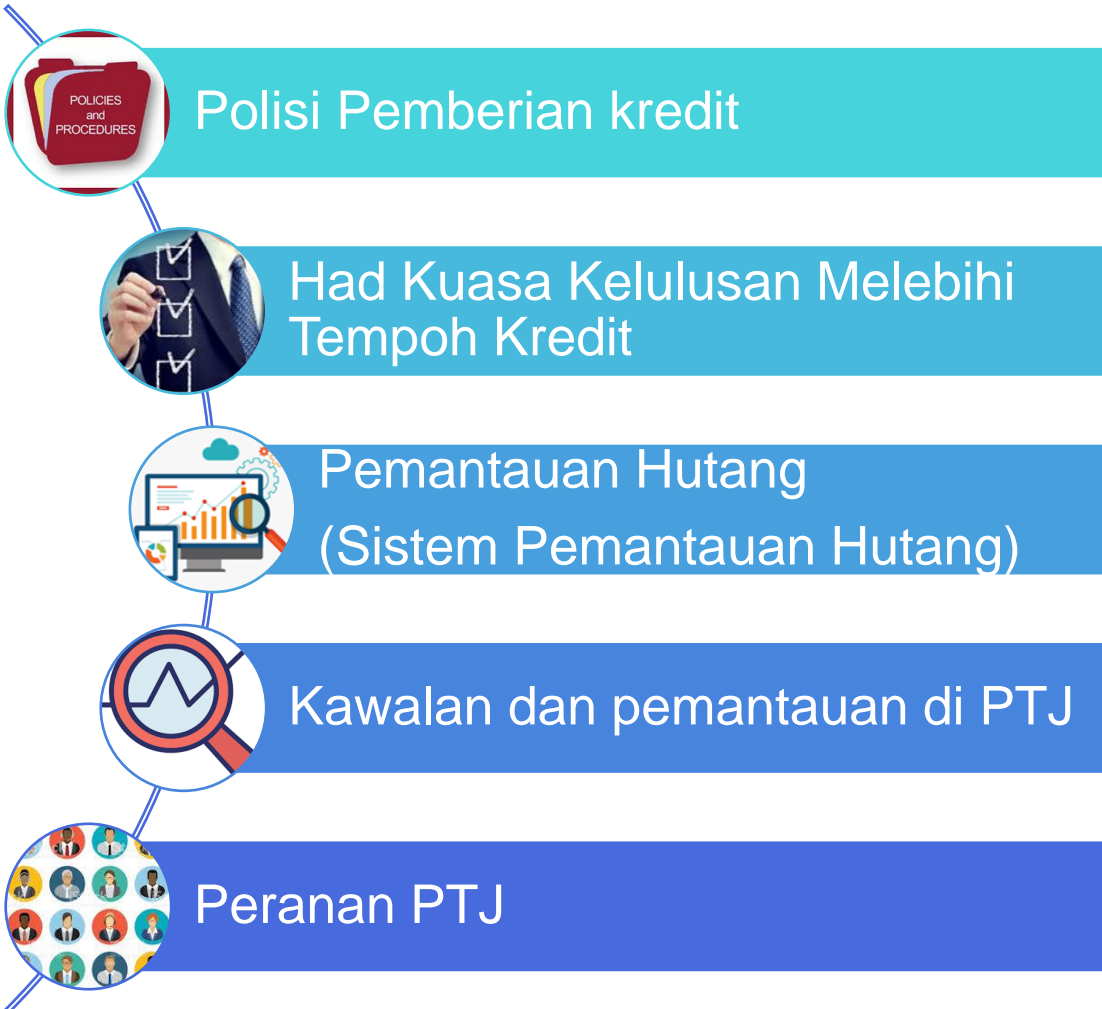 POLICIES
and
PROCEDURES
Polisi Pemberian kredit
Had Kuasa Kelulusan Melebihi
Tempoh Kredit
Pemantauan Hutang
(Sistem Pemantauan Hutang)
Kawalan dan pemantauan di PTJ
Peranan PTJ